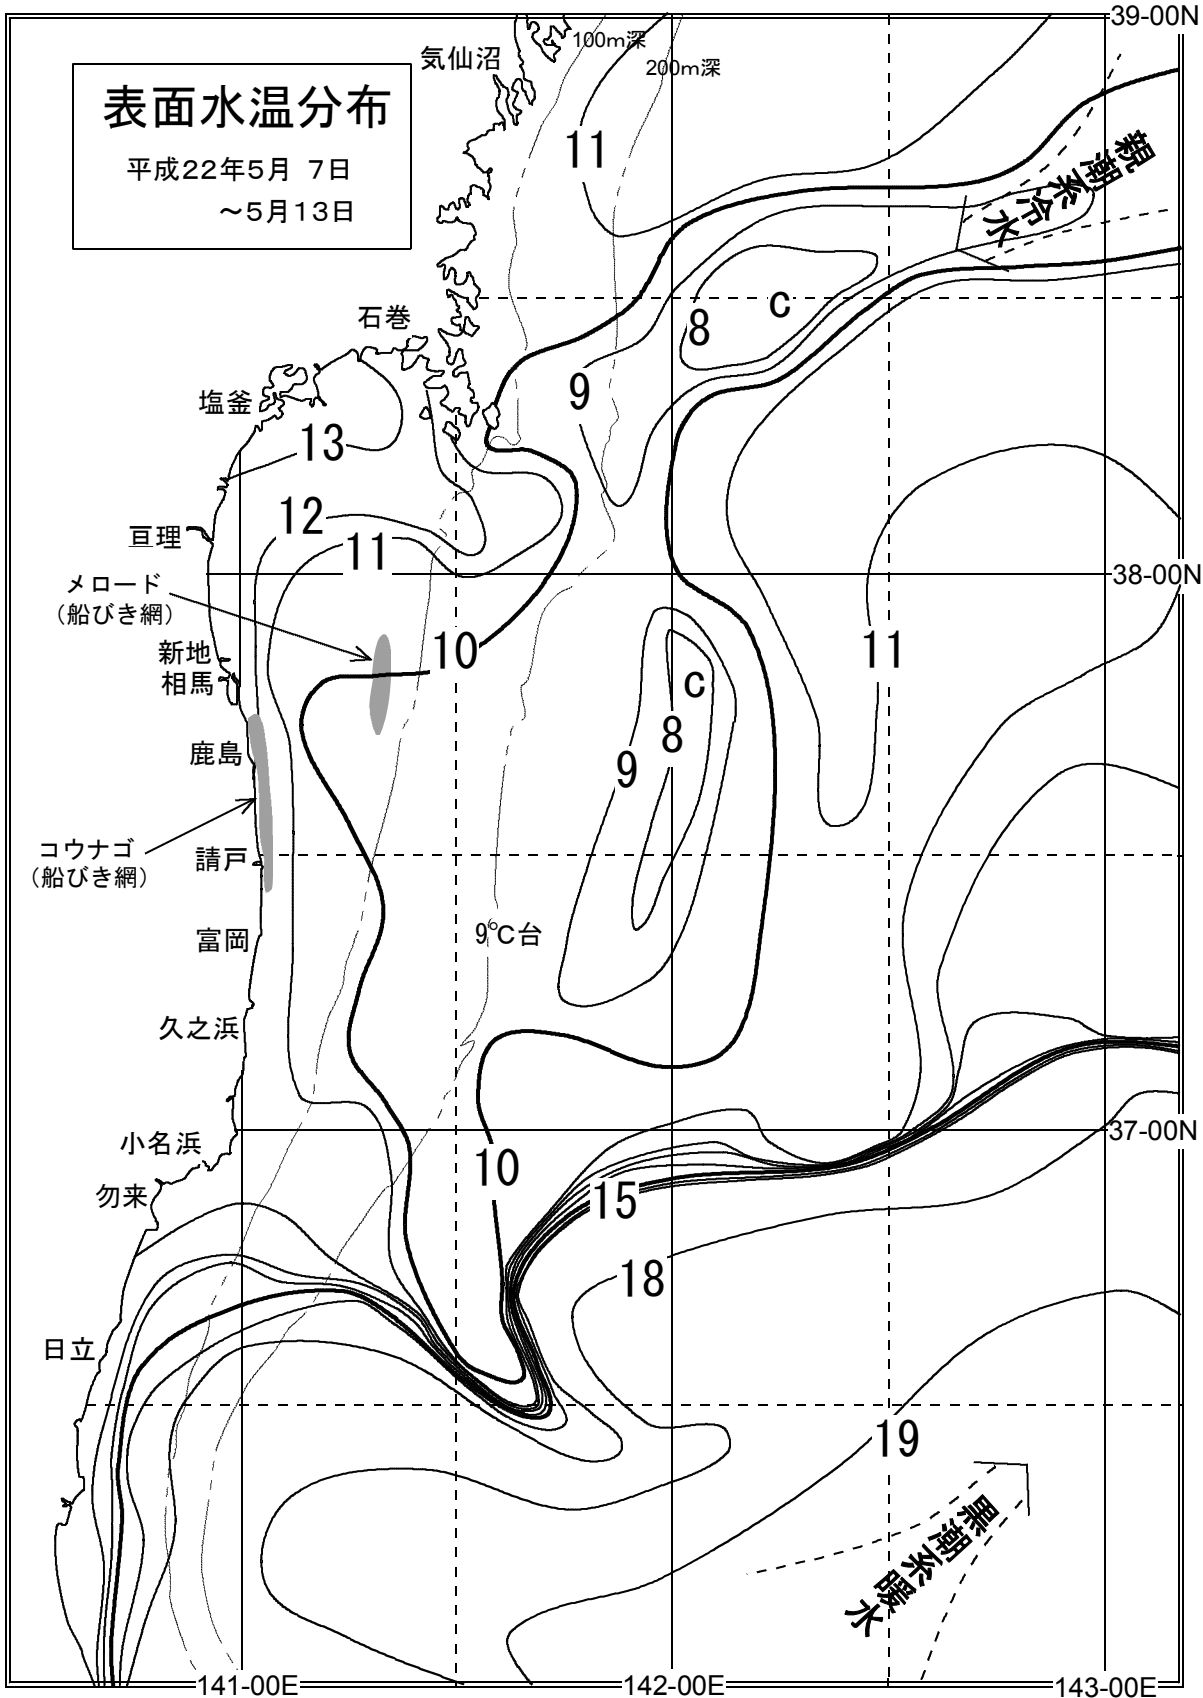 39-00N
100m深
気仙沼
200m深
表面水温分布
平成22年5月 7日
～5月13日
11
親潮系冷水
石巻
C
8
9
塩釜
13
12
亘理
11
38-00N
メロード
（船びき網）
10
新地
11
相馬
C
8
鹿島
9
コウナゴ
（船びき網）
請戸
9℃台
富岡
久之浜
37-00N
小名浜
10
勿来
15
18
日立
19
黒潮系暖水
141-00E
142-00E
143-00E